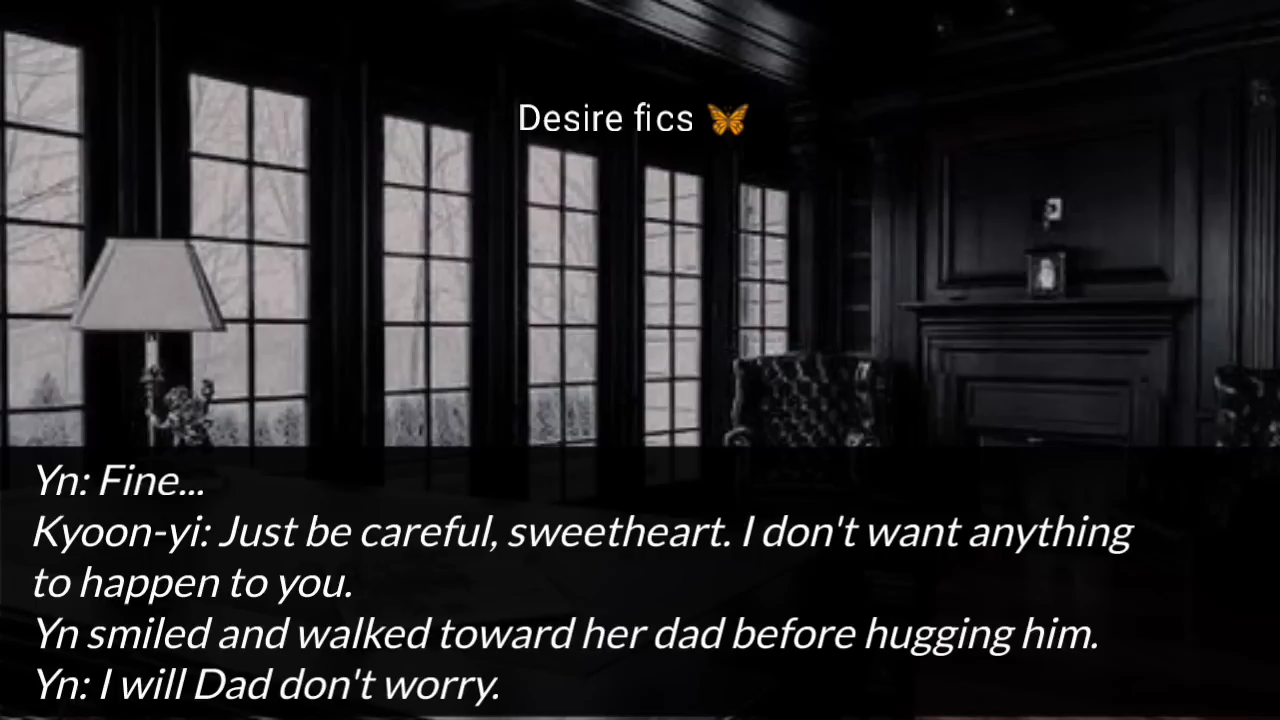 Desire fics 🦋
Yn: Fine...
Kyoon-yi: Just be careful, sweetheart. I don't want anything
to happen to you.
Yn smiled and walked toward her dad before hugging him.
Yn: I will Dad don't worry.